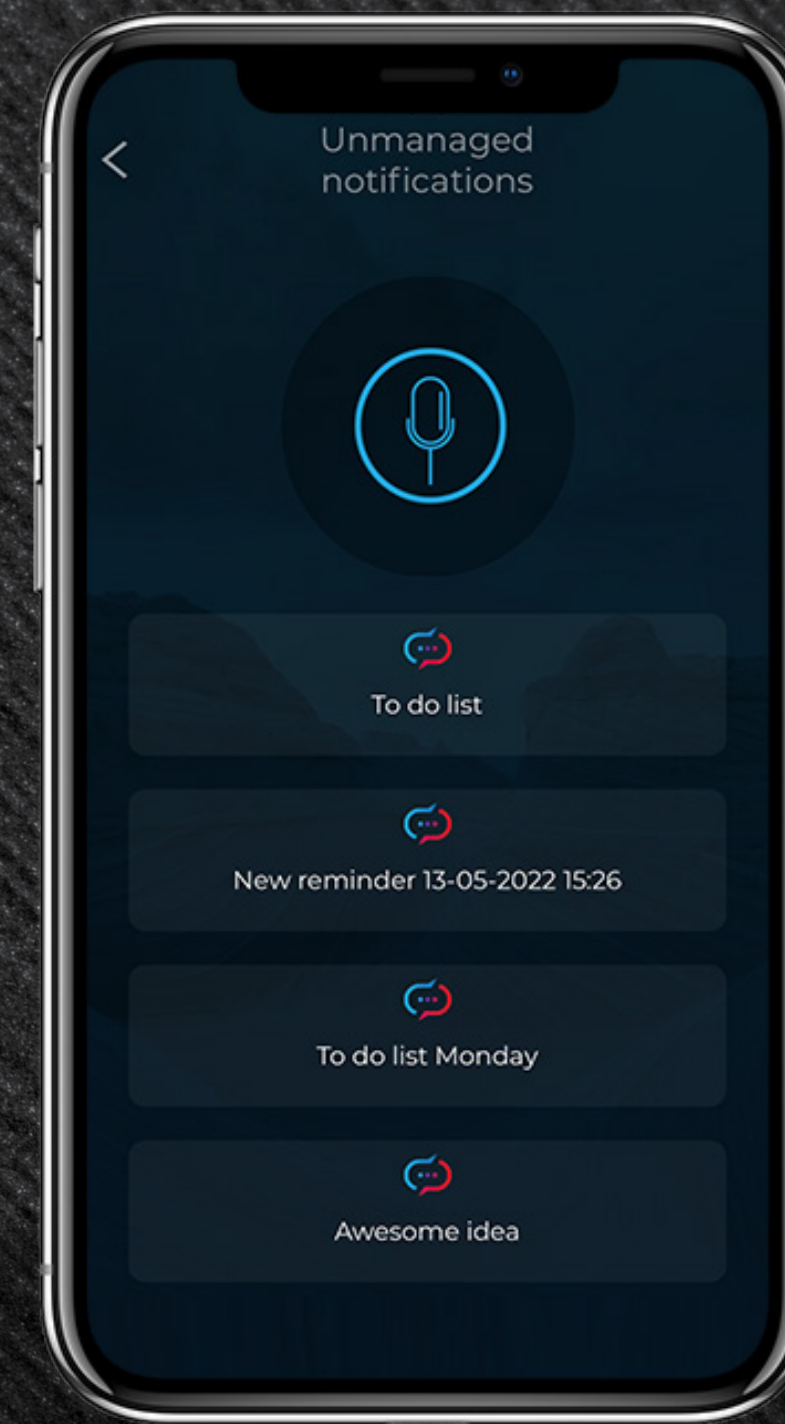 Unmanaged
notifications
To do list
New reminder 13-05-2022 15:26
To do list Monday
Awesome idea